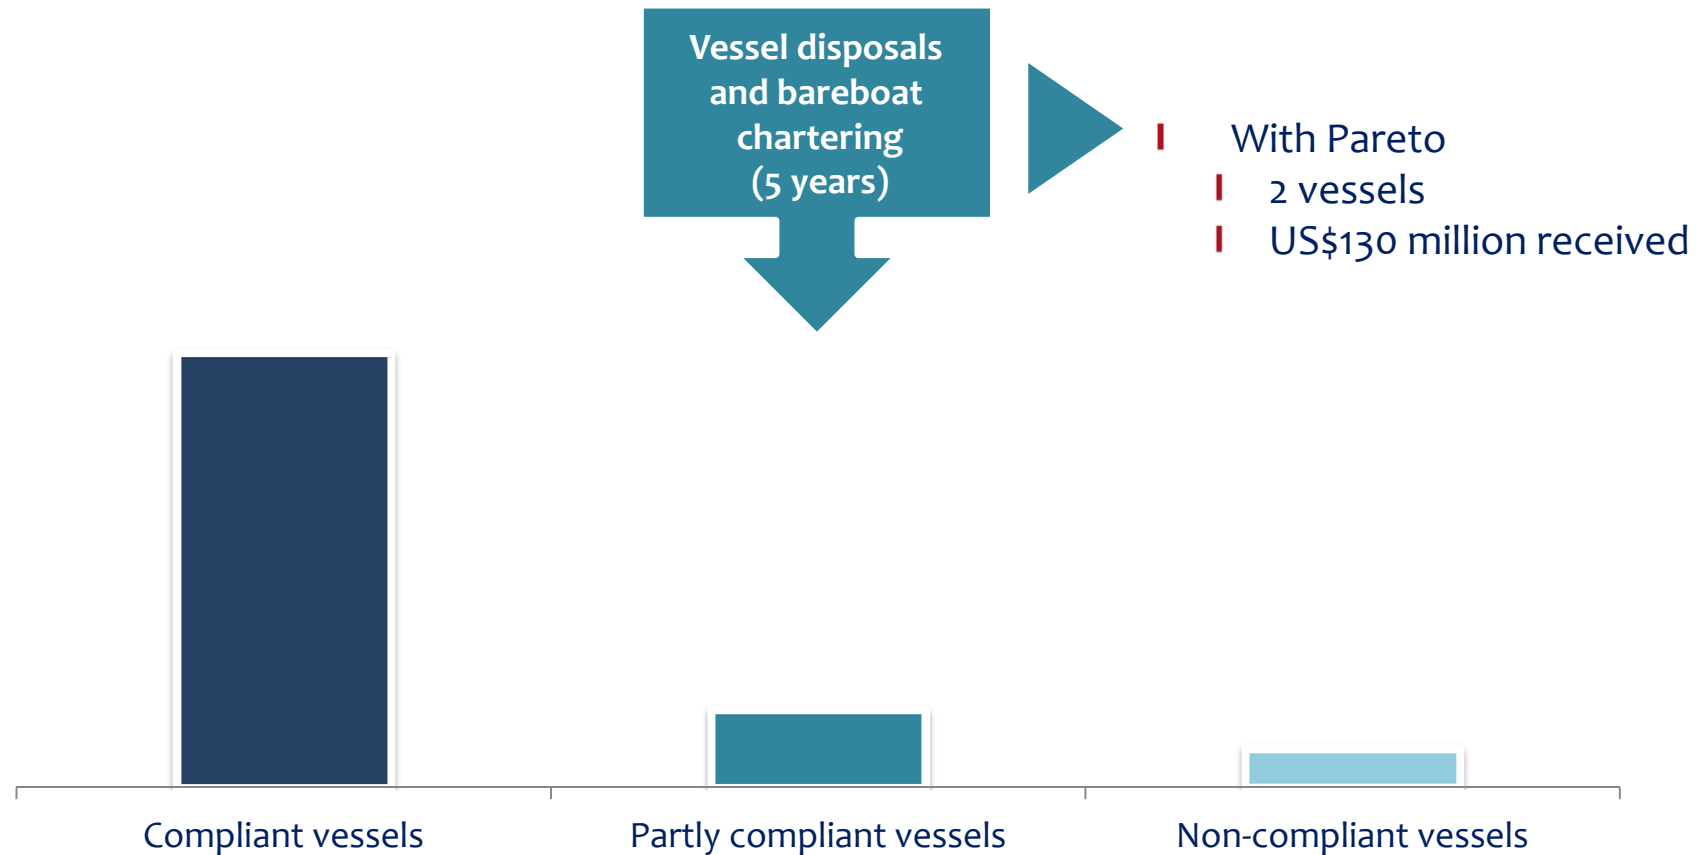 Vessel disposals
and bareboat
chartering
(5 years)
With Pareto
2 vessels
US$130 million received
Compliant vessels
Partly compliant vessels
Non-compliant vessels